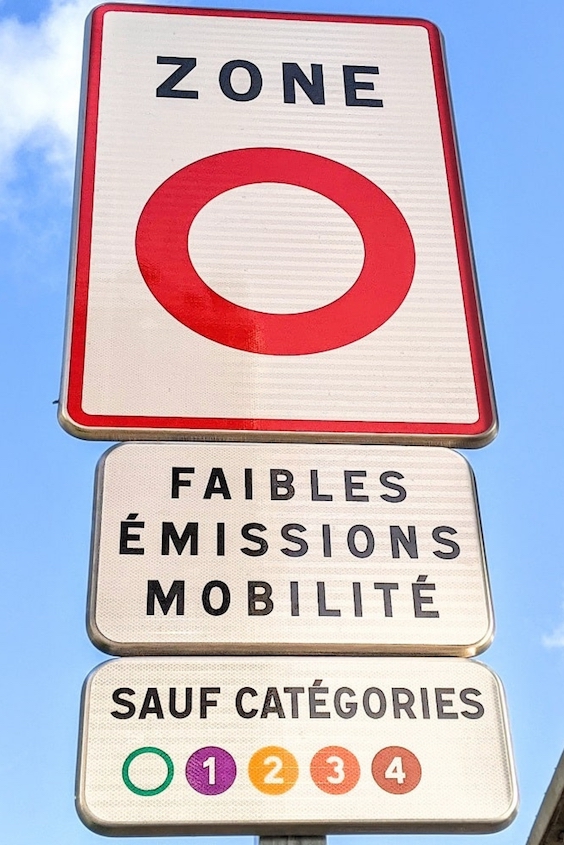 ZONE
FAIBLES
ÉMISSIONS
MOBILITÉ
SAUF CATÉGORIES
1 2 3 4